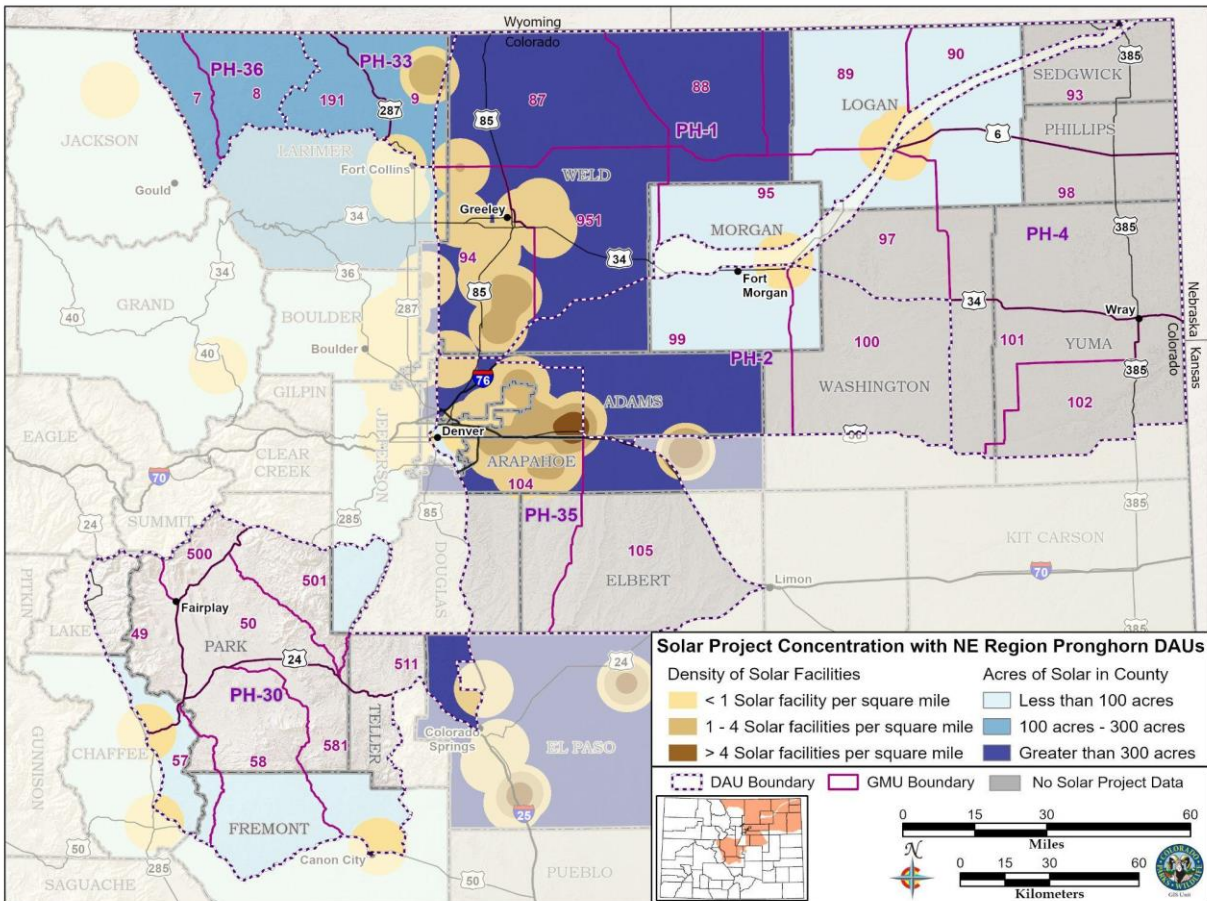 Wyoming
Colorado
PH-36
PH-33
7
8
191
9
287
85
87
88
89
90
LOGAN
SEDGWICK
385
93
PHILLIPS
6
PH-1
JACKSON
LARIMER
Fort Collins
WELD
Gould
34
Greeley
951
95
98
MORGAN
97
PH-4
385
94
34
85
34
36
Fort
Morgan
34
GRAND
BOULDER
287
40
40
Boulder
Wray
Nebraska
Colorado
Kansas
99
PH-2
100
101
YUMA
WASHINGTON
385
GILPIN
76
ADAMS
102
EAGLE
JEFFERSON
Denver
36
CLEAR
CREEK
ARAPAHOE
70
104
24
SUMMIT
285
85
PH-35
385
KIT CARSON
500
501
DOUGLAS
105
ELBERT
70
Limon
PITKIN
Fairplay
LAKE
49
50
PARK
24
511
24
PH-30
TELLER
Colorado
Springs
EL PASO
GUNNISON
CHAFFEE
57
58
581
25
FREMONT
50
Canon City
285
50
SAGUACHE
PUEBLO
Solar Project Concentration with NE Region Pronghorn DAUs
Density of Solar Facilities
< 1 Solar facility per square mile
1 - 4 Solar facilities per square mile
> 4 Solar facilities per square mile
Acres of Solar in County
Less than 100 acres
100 acres - 300 acres
Greater than 300 acres
DAU Boundary
GMU Boundary
No Solar Project Data
0 10 20 30 40 60
Miles
N
0 15 30 60
Kilometers
COLORADO
PARKS
WILDLIFE
GIS Unit